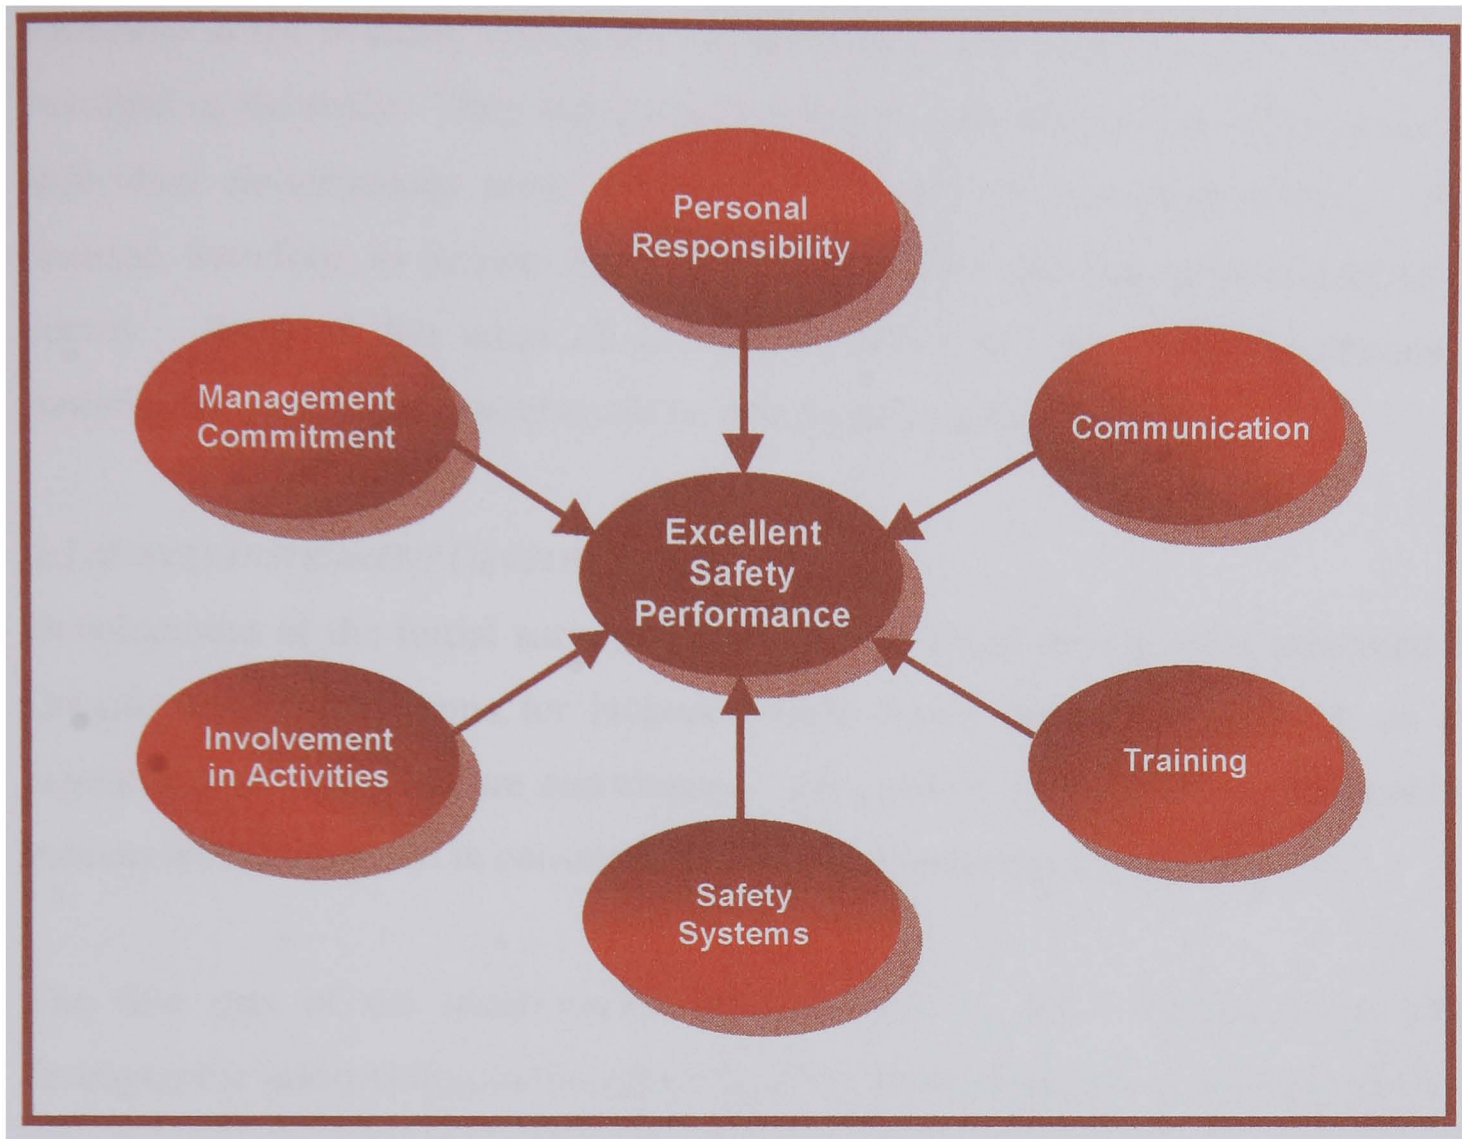 Personal
Responsibility
Management
Commitment
Communication
Excellent
Safety
Performance
Involvement
in Activities
Training
Safety
Systems